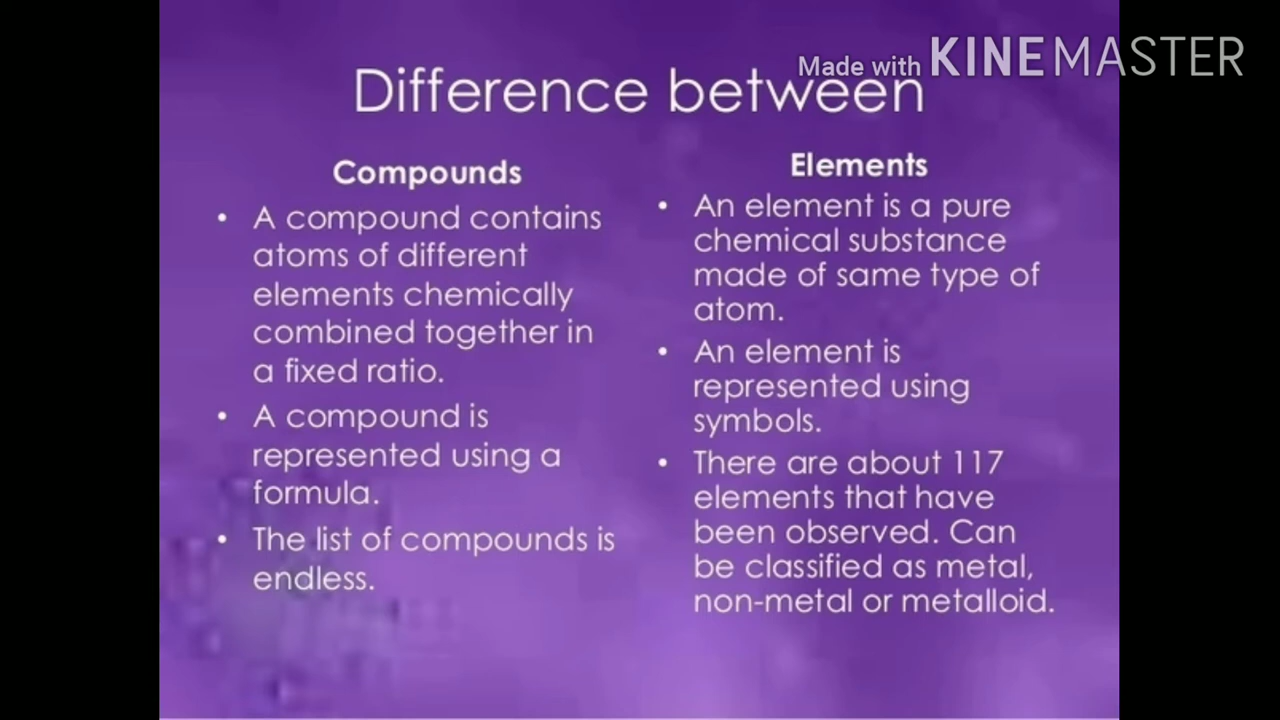 Made with KINEMASTER
Difference between
Compounds
• A compound contains
atoms of different
elements chemically
combined together in
a fixed ratio.
• A compound is
represented using a
formula.
• The list of compounds is
endless.
Elements
• An element is a pure
chemical substance
made of same type of
atom.
• An element is
represented using
symbols.
• There are about 117
elements that have
been observed. Can
be classified as metal,
non-metal or metalloid.